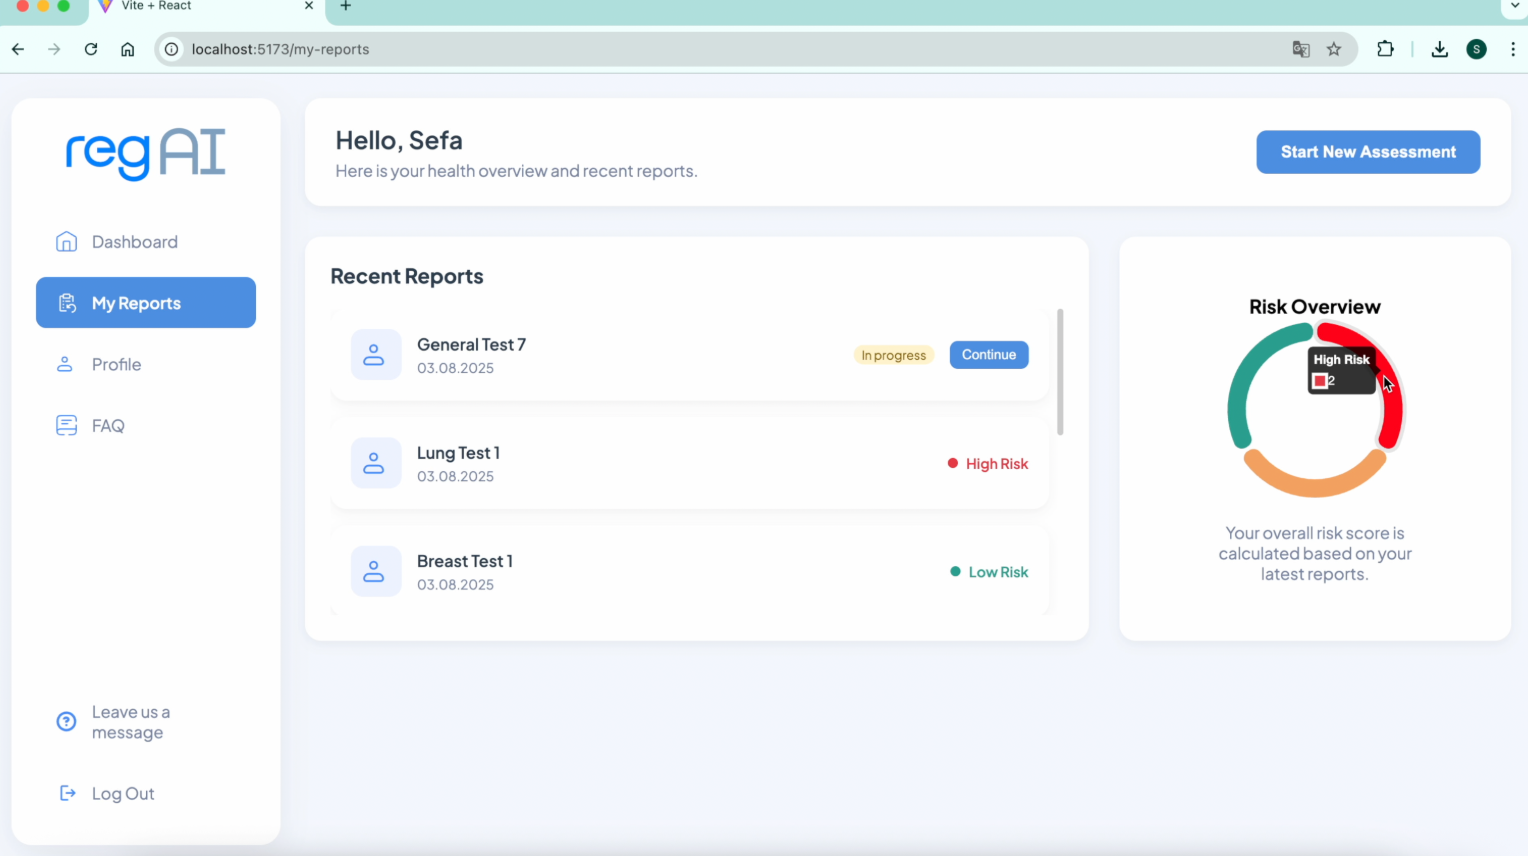 Vite + React
localhost:5173/my-reports
S
reg AI
Hello, Sefa
Here is your health overview and recent reports.
Start New Assessment
Dashboard
My Reports
Profile
FAQ
Leave us a
message
Log Out
Recent Reports
General Test 7
03.08.2025
In progress
Continue
Lung Test 1
03.08.2025
High Risk
Breast Test 1
03.08.2025
Low Risk
Risk Overview
High Risk
2
Your overall risk score is
calculated based on your
latest reports.